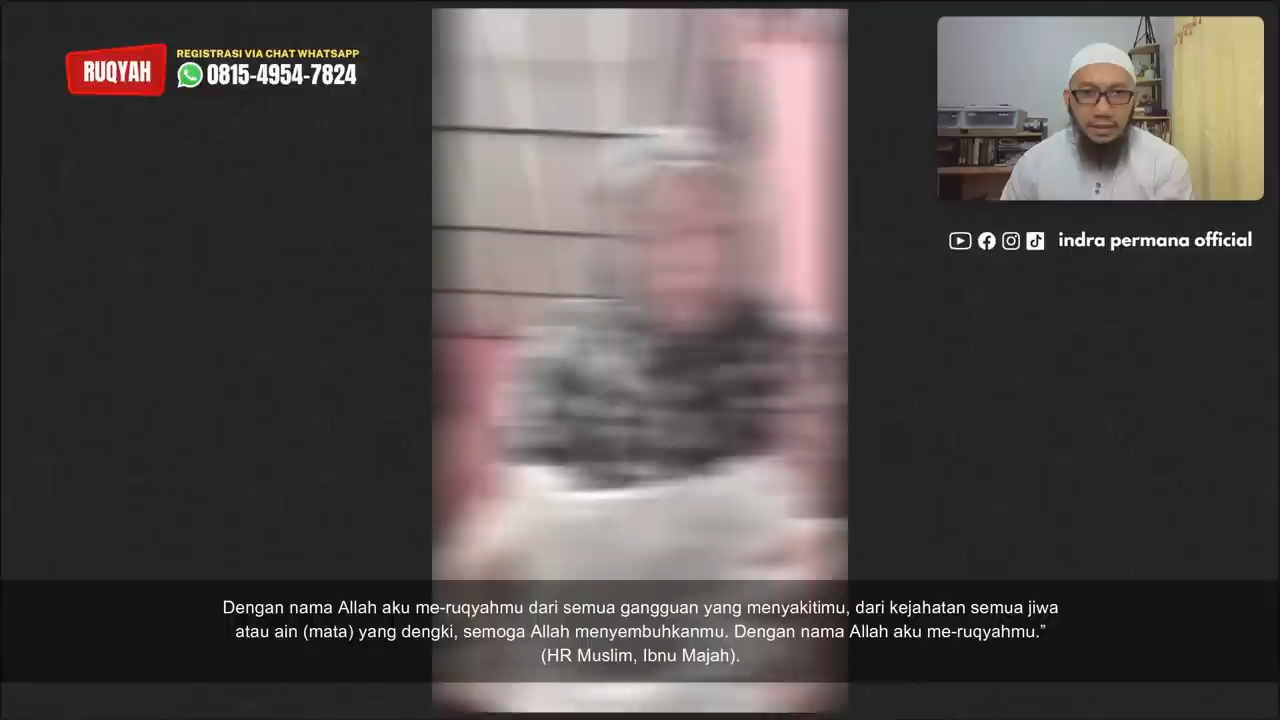 RUQYAH
REGISTRASI VIA CHAT WHATSAPP
0815-4954-7824
indra permana official
Dengan nama Allah aku me-ruqyahmu dari semua gangguan yang menyakitimu, dari kejahatan semua jiwa
atau ain (mata) yang dengki, semoga Allah menyembuhkanmu. Dengan nama Allah aku me-ruqyahmu.”
(HR Muslim, Ibnu Majah).